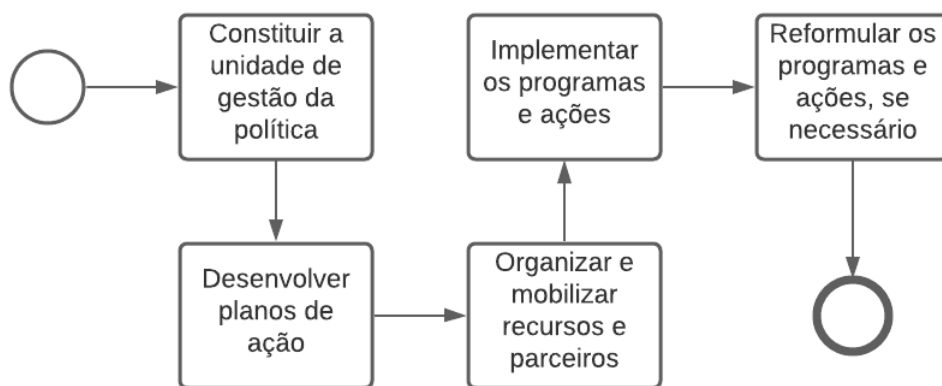 Constituir a
unidade de
gestão da
política
Desenvolver
planos de
ação
Organizar e
mobilizar
recursos e
parceiros
Implementar
os programas
e ações
Reformular os
programas e
ações, se
necessário